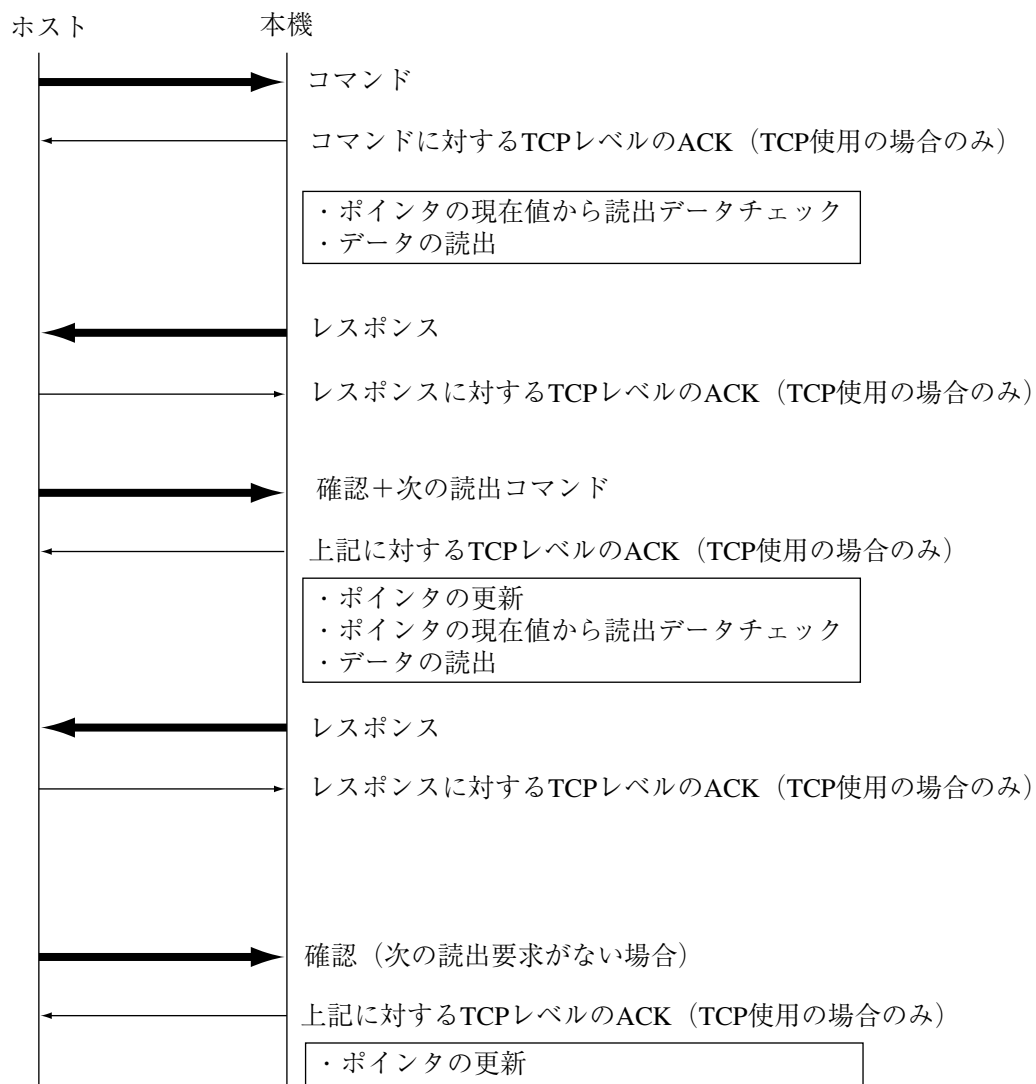 ホスト
本機
コマンド
コマンドに対するTCPレベルのACK（TCP使用の場合のみ）
・ポインタの現在値から読出データチェック
・データの読出
レスポンス
レスポンスに対するTCPレベルのACK（TCP使用の場合のみ）
確認＋次の読出コマンド
上記に対するTCPレベルのACK（TCP使用の場合のみ）
・ポインタの更新
・ポインタの現在値から読出データチェック
・データの読出
レスポンス
レスポンスに対するTCPレベルのACK（TCP使用の場合のみ）
確認（次の読出要求がない場合）
上記に対するTCPレベルのACK（TCP使用の場合のみ）
・ポインタの更新